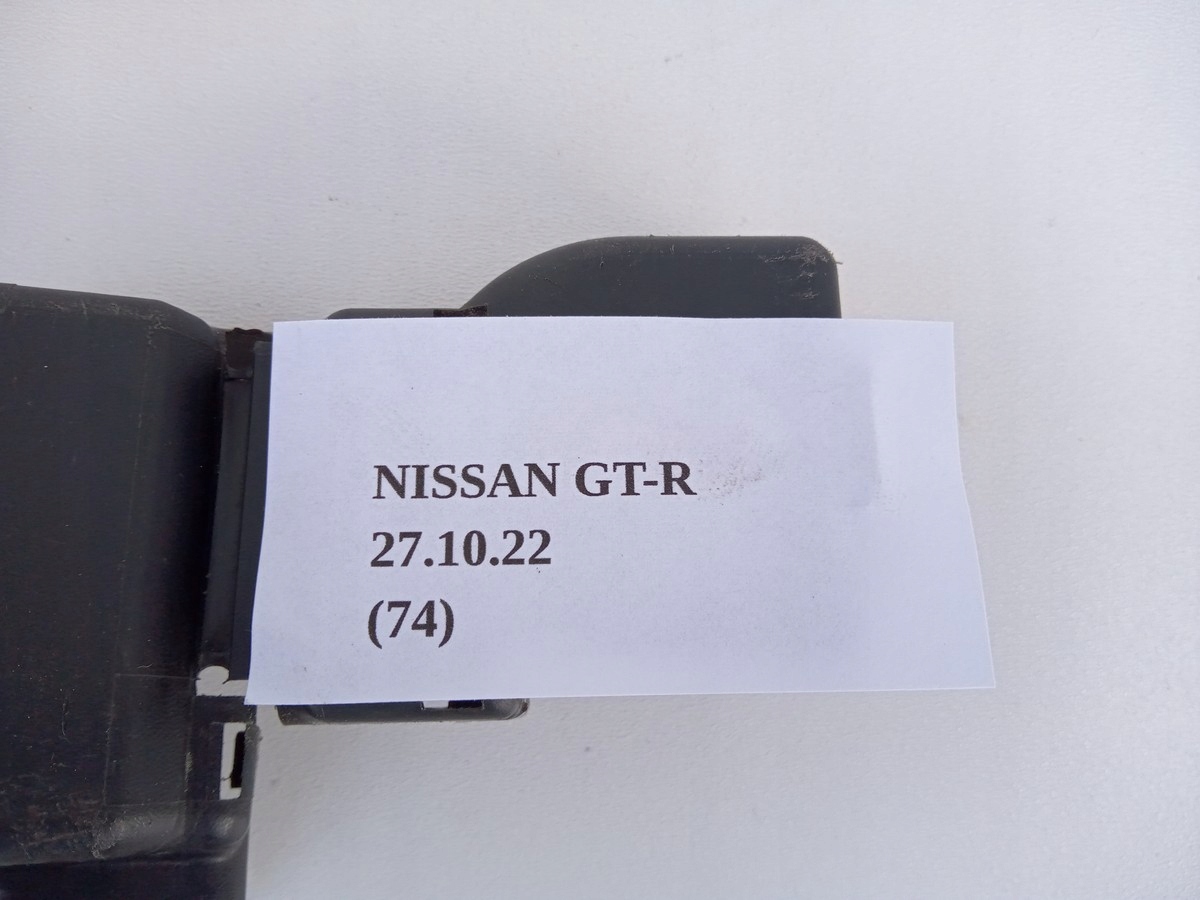 NISSAN GT-R
27.10.22
(74)